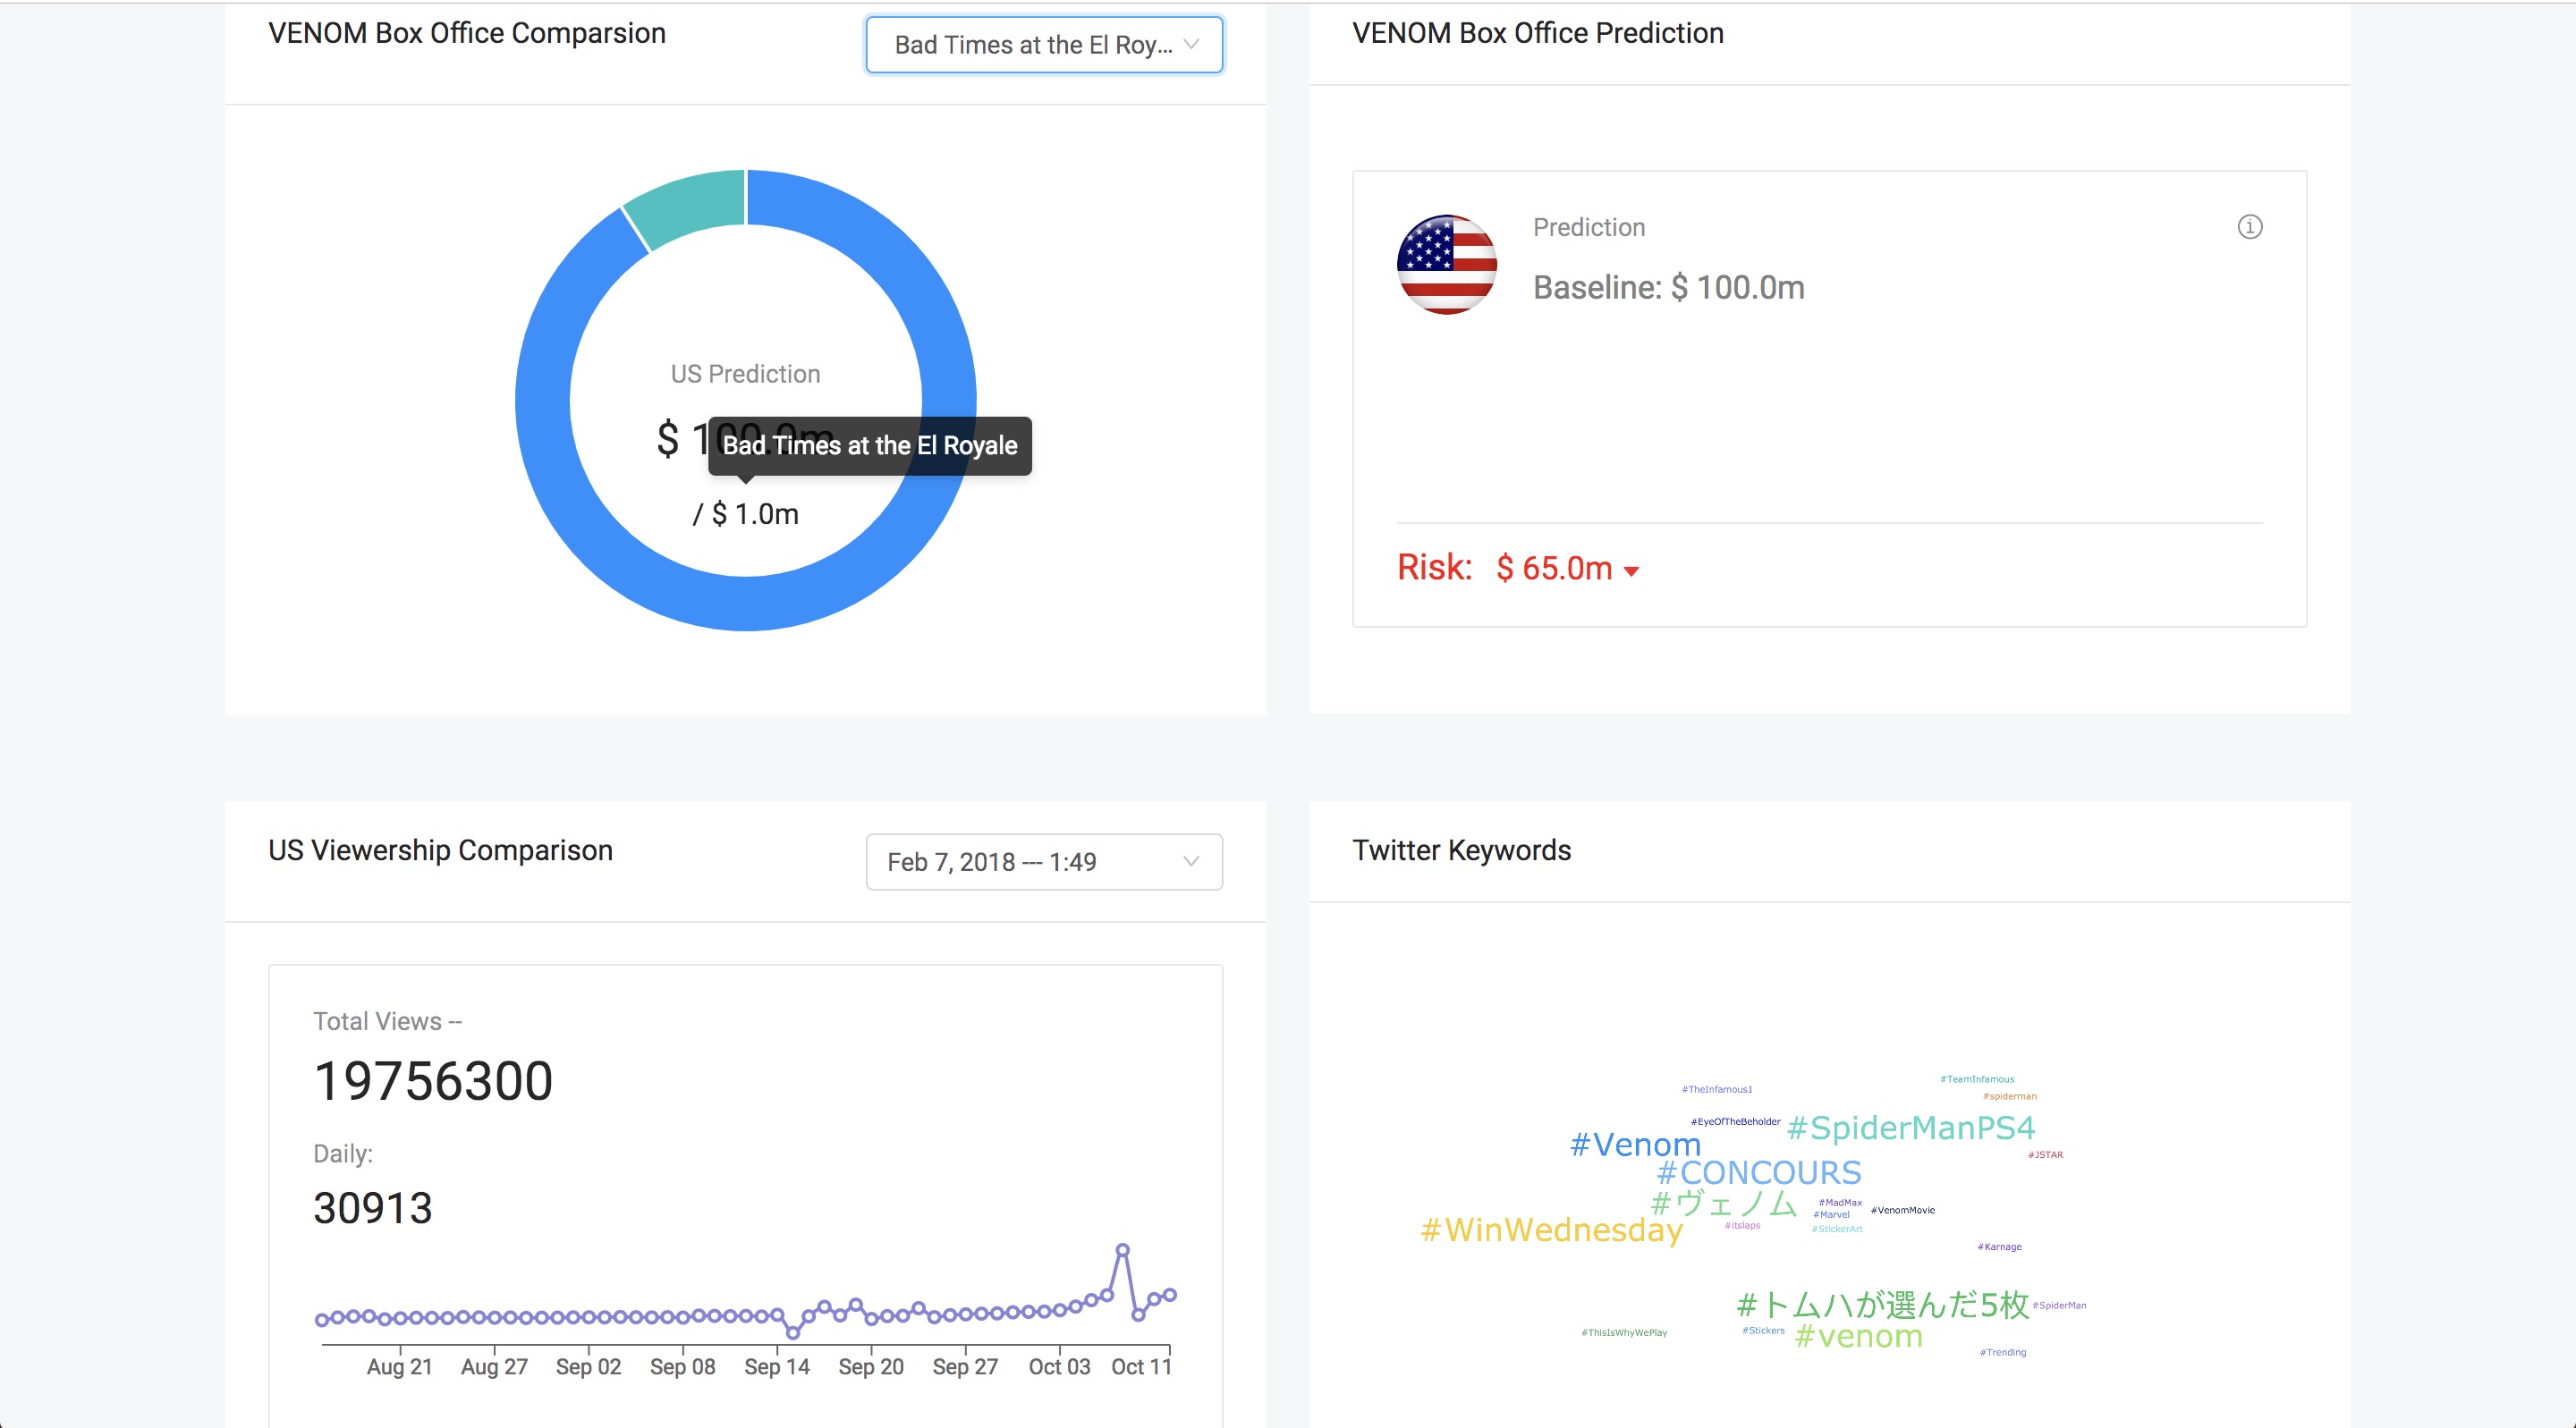 VENOM Box Office Comparsion
Bad Times at the El Roy...
US Prediction
$ 100.0m
Bad Times at the El Royale
/ $ 1.0m
VENOM Box Office Prediction
Prediction
Baseline: $ 100.0m
Risk: $ 65.0m
US Viewership Comparison
Feb 7, 2018 --- 1:49
Total Views --
19756300
Daily:
30913
Aug 21 Aug 27 Sep 02 Sep 08 Sep 14 Sep 20 Sep 27 Oct 03 Oct 11
Twitter Keywords
#TeamInfamous
#TheInfamous1
#spiderman
#EyeOfTheBeholder
#SpiderManPS4
#Venom
#JSTAR
#CONCOURS
#ヴェノム
#MadMax
#VenomMovie
#Marvel
#WinWednesday
#itslaps
#StickerArt
#Karnage
#トムハが選んだ5枚
#SpiderMan
#ThisIsWhyWePlay
#Stickers
#venom
#Trending